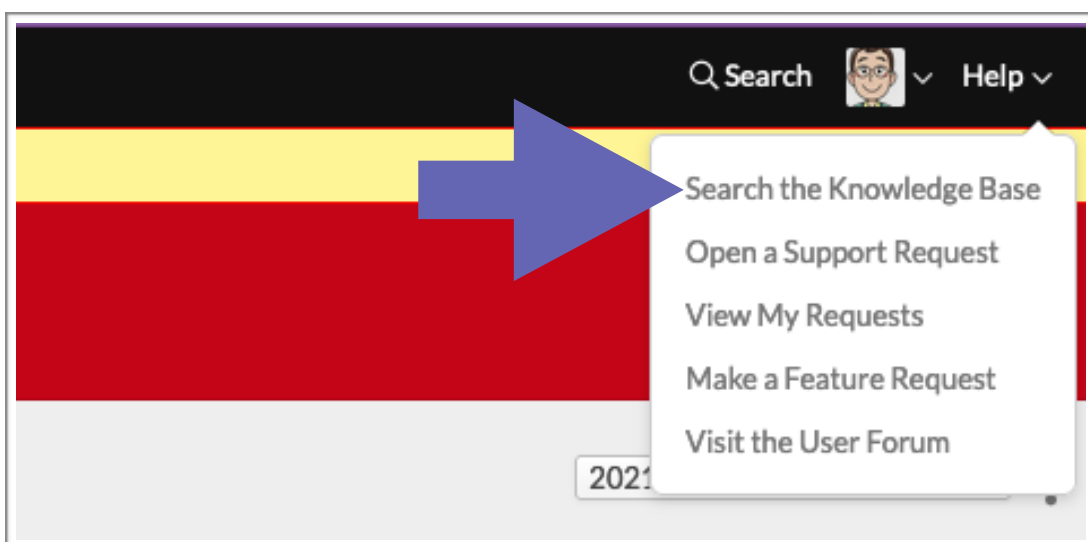 Search Help
Search the Knowledge Base
Open a Support Request
View My Requests
Make a Feature Request
Visit the User Forum
2021